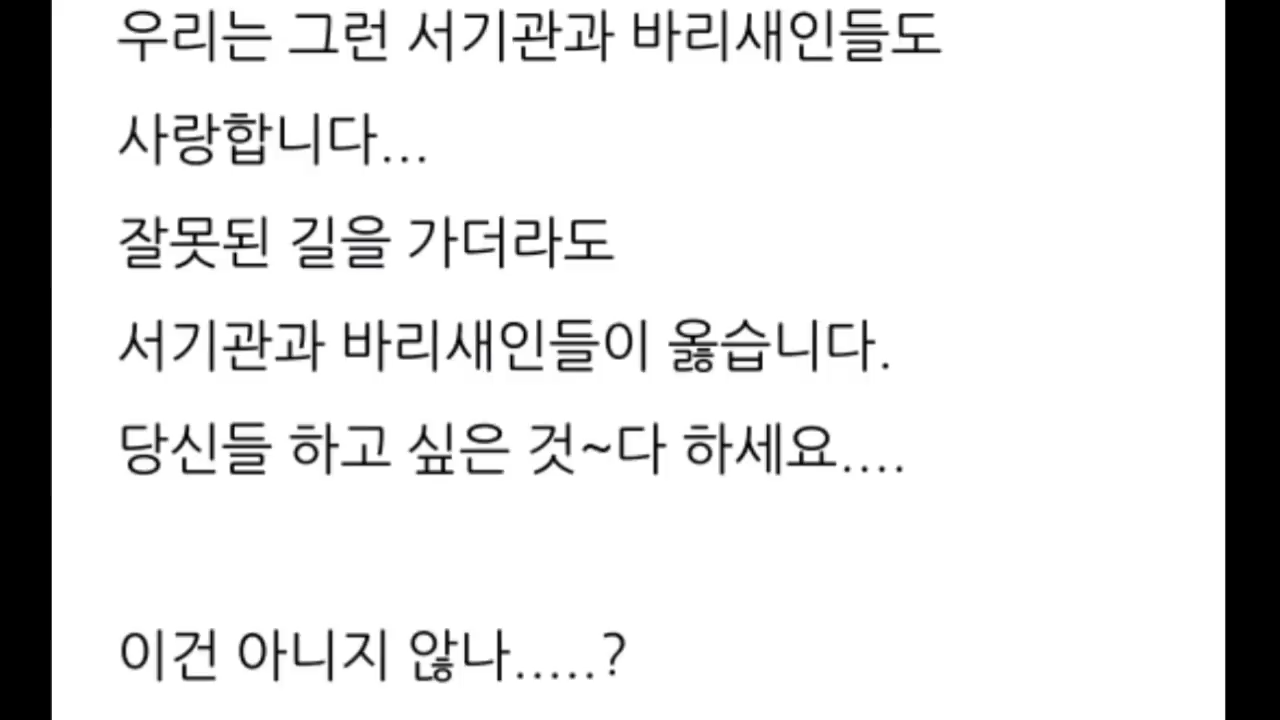 우리는 그런 서기관과 바리새인들도
사랑합니다...
잘못된 길을 가더라도
서기관과 바리새인들이 옳습니다.
당신들 하고 싶은 것~다 하세요....
이건 아니지 않나.....?